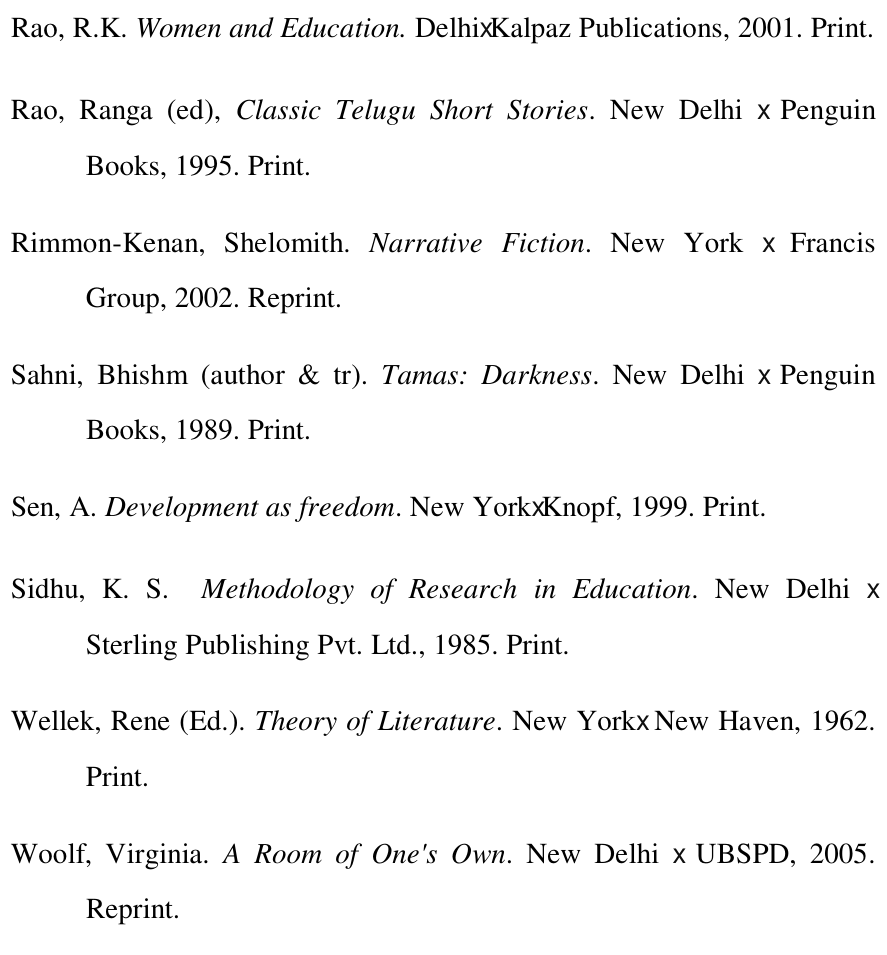 Rao, R.K. Women and Education. DelhixKalpaz Publications, 2001. Print.
Rao, Ranga (ed), Classic Telugu Short Stories. New Delhi x Penguin
Books, 1995. Print.
Rimmon-Kenan, Shelomith. Narrative Fiction. New York x Francis
Group, 2002. Reprint.
Sahni, Bhishm (author & tr). Tamas: Darkness. New Delhi x Penguin
Books, 1989. Print.
Sen, A. Development as freedom. New YorkxKnopf, 1999. Print.
Sidhu, K. S. Methodology of Research in Education. New Delhi x
Sterling Publishing Pvt. Ltd., 1985. Print.
Wellek, Rene (Ed.). Theory of Literature. New Yorkx New Haven, 1962.
Print.
Woolf, Virginia. A Room of One's Own. New Delhi x UBSPD, 2005.
Reprint.